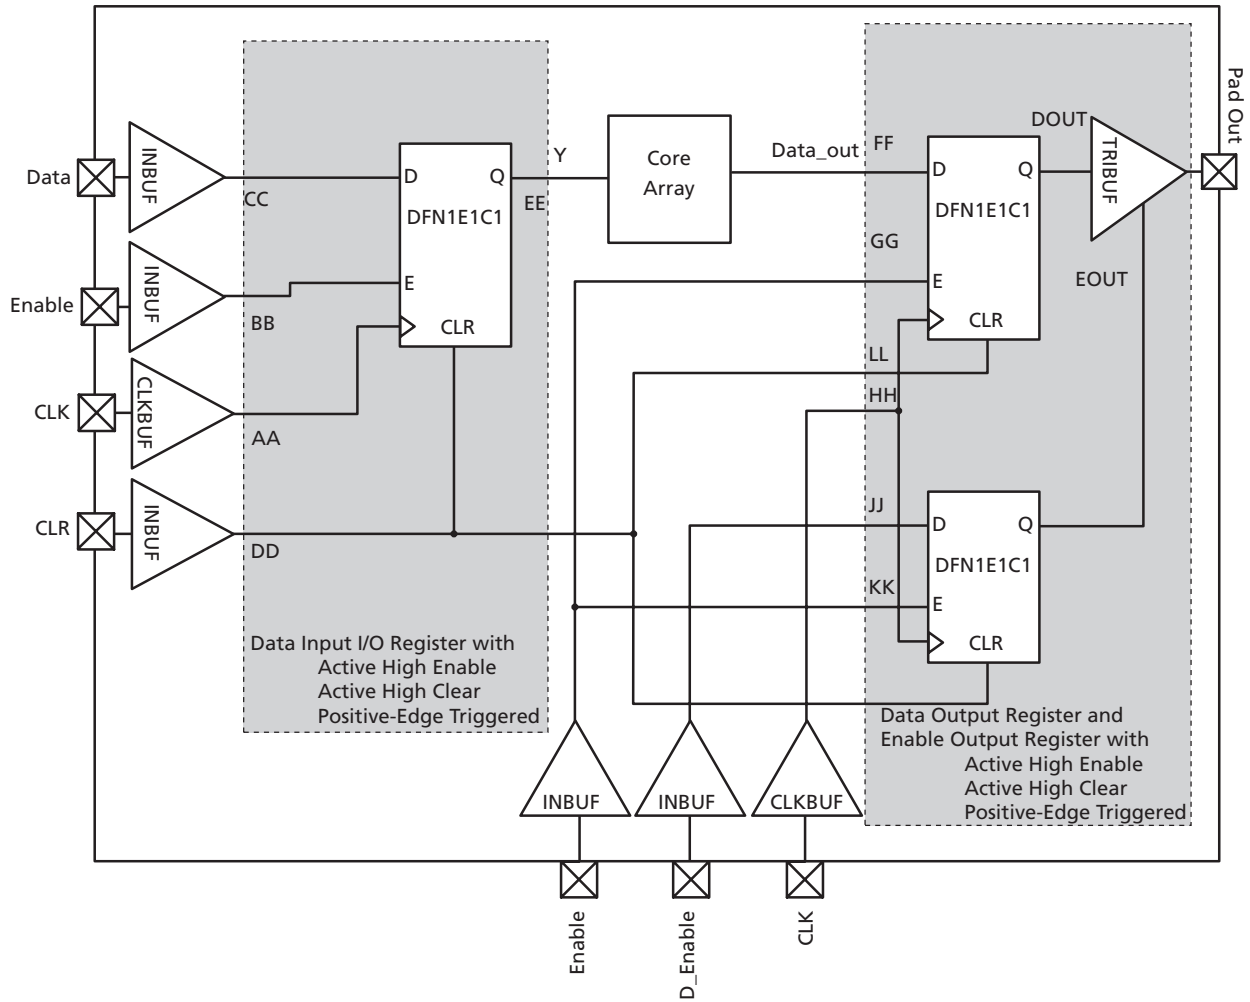 Data
INBUF
CC
Enable
INBUF
BB
CLK
CLKBUF
AA
CLR
INBUF
DD
D
Q
DFN1E1C1
E
CLR
Y
EE
Core
Array
Data_out
FF
GG
D
Q
DFN1E1C1
E
CLR
DOUT
TRIBUF
Pad Out
EOUT
LL
HH
JJ
KK
D
Q
DFN1E1C1
E
CLR
Data Input I/O Register with
Active High Enable
Active High Clear
Positive-Edge Triggered
Data Output Register and
Enable Output Register with
Active High Enable
Active High Clear
Positive-Edge Triggered
INBUF
INBUF
CLKBUF
Enable
D_Enable
CLK